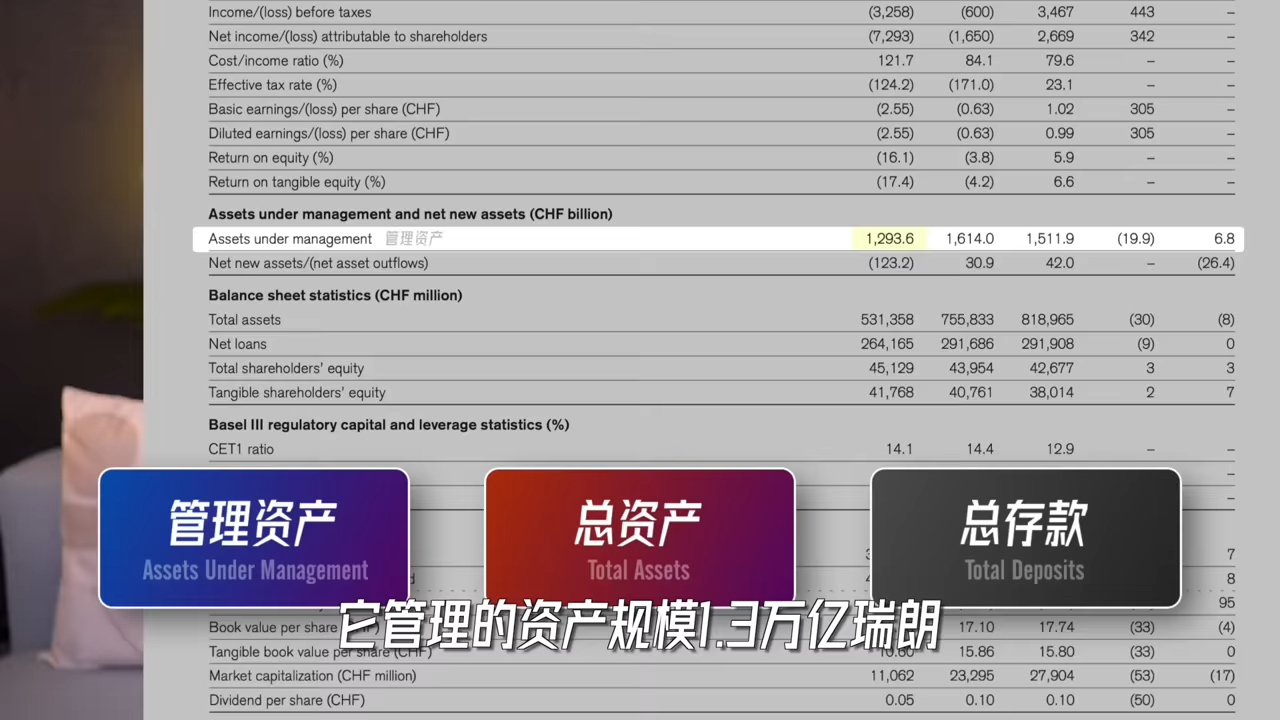 Income/(loss) before taxes (3,258) (600) 3,467 443 –
Net income/(loss) attributable to shareholders (7,293) (1,650) 2,669 342 –
Cost/income ratio (%) 121.7 84.1 79.6 – –
Effective tax rate (%) (124.2) (171.0) 23.1 – –
Basic earnings/(loss) per share (CHF) (2.55) (0.63) 1.02 305 –
Diluted earnings/(loss) per share (CHF) (2.55) (0.63) 0.99 305 –
Return on equity (%) (16.1) (3.8) 5.9 – –
Return on tangible equity (%) (17.4) (4.2) 6.6 – –
Assets under management and net new assets (CHF billion)
Assets under management 管理资产 1,293.6 1,614.0 1,511.9 (19.9) 6.8
Net new assets/(net asset outflows) (123.2) 30.9 42.0 – (26.4)
Balance sheet statistics (CHF million)
Total assets 531,358 755,833 818,965 (30) (8)
Net loans 264,165 291,686 291,908 (9) 0
Total shareholders' equity 45,129 43,954 42,677 3 3
Tangible shareholders' equity 41,768 40,761 38,014 2 7
Basel III regulatory capital and leverage statistics (%)
CET1 ratio 14.1 14.4 12.9 – –
–
–
管理资产 总资产 总存款
Assets Under Management Total Assets Total Deposits
7
8
95
它管理的资产规模1.3万亿瑞朗
Book value per share 17.10 17.74 (33) (4)
Tangible book value per share (CHF) 15.86 15.80 (33) 0
Market capitalization (CHF million) 11,062 23,295 27,904 (53) (17)
Dividend per share (CHF) 0.05 0.10 0.10 (50) 0